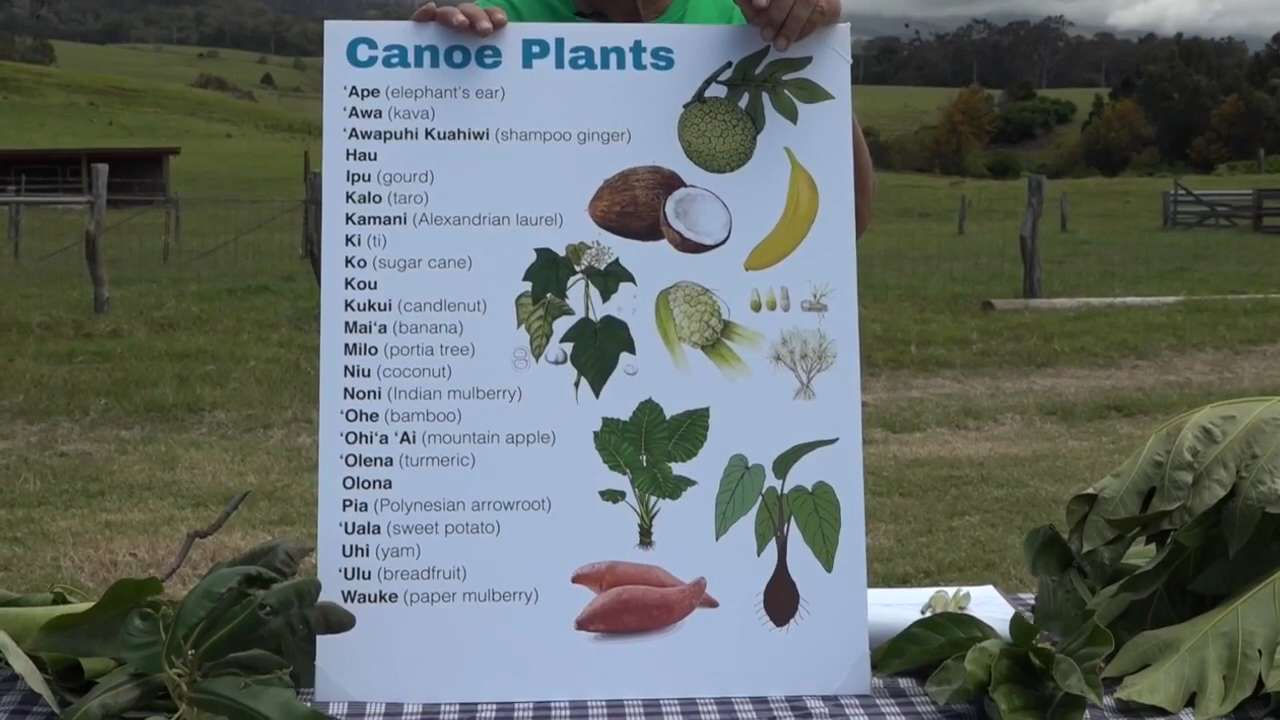 Canoe Plants
ʻApe (elephant's ear)
ʻAwa (kava)
ʻAwapuhi Kuahiwi (shampoo ginger)
Hau
Ipu (gourd)
Kalo (taro)
Kamani (Alexandrian laurel)
Ki (ti)
Ko (sugar cane)
Kou
Kukui (candlenut)
Maiʻa (banana)
Milo (portia tree)
Niu (coconut)
Noni (Indian mulberry)
ʻOhe (bamboo)
ʻOhiʻa ʻAi (mountain apple)
ʻOlena (turmeric)
Olona
Pia (Polynesian arrowroot)
ʻUala (sweet potato)
Uhi (yam)
ʻUlu (breadfruit)
Wauke (paper mulberry)